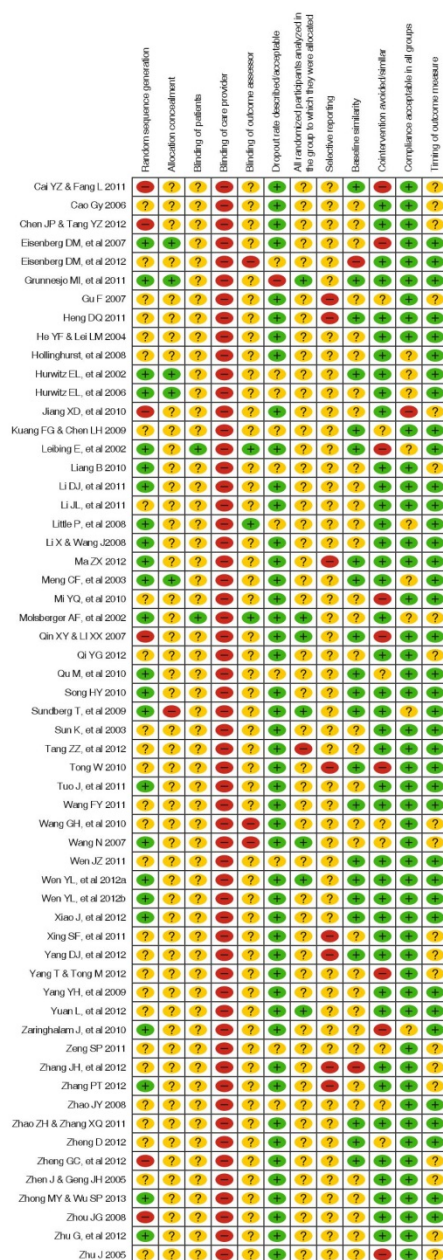 Random sequence generation
Allocation concealment
Blinding of patients
Blinding of care provider
Blinding of outcome assessor
Dropout rate described/acceptable
All randomized participants analyzed in
the group to which they were allocated
Selective reporting
Baseline similarity
Cointervention avoided/similar
Compliance acceptable in all groups
Timing of outcome measure
Cai YZ & Fang L 2011
Cao Gy 2006
Chen JP & Tang YZ 2012
Eisenberg DM, et al 2007
Eisenberg DM, et al 2012
Grunnesjo MI, et al 2011
Gu F 2007
Heng DQ 2011
He YF & Lei LM 2004
Hollinghurst, et al 2008
Hurwitz EL, et al 2002
Hurwitz EL, et al 2006
Jiang XD, et al 2010
Kuang FG & Chen LH 2009
Leibing E, et al 2002
Liang B 2010
Li DJ, et al 2011
Li JL, et al 2011
Little P, et al 2008
Li X & Wang J2008
Ma ZX 2012
Meng CF, et al 2003
Mi YQ, et al 2010
Molsberger AF, et al 2002
Qin XY & LI XX 2007
Qi YG 2012
Qu M, et al 2010
Song HY 2010
Sundberg T, et al 2009
Sun K, et al 2003
Tang ZZ, et al 2012
Tong W 2010
Tuo J, et al 2011
Wang FY 2011
Wang GH, et al 2010
Wang N 2007
Wen JZ 2011
Wen YL, et al 2012a
Wen YL, et al 2012b
Xiao J, et al 2012
Xing SF, et al 2011
Yang DJ, et al 2012
Yang T & Tong M 2012
Yang YH, et al 2009
Yuan L, et al 2012
Zaringhalam J, et al 2010
Zeng SP 2011
Zhang JH, et al 2012
Zhang PT 2012
Zhao JY 2008
Zhao ZH & Zhang XQ 2011
Zheng D 2012
Zheng GC, et al 2012
Zhen J & Geng JH 2005
Zhong MY & Wu SP 2013
Zhou JG 2008
Zhu G, et al 2012
Zhu J 2005